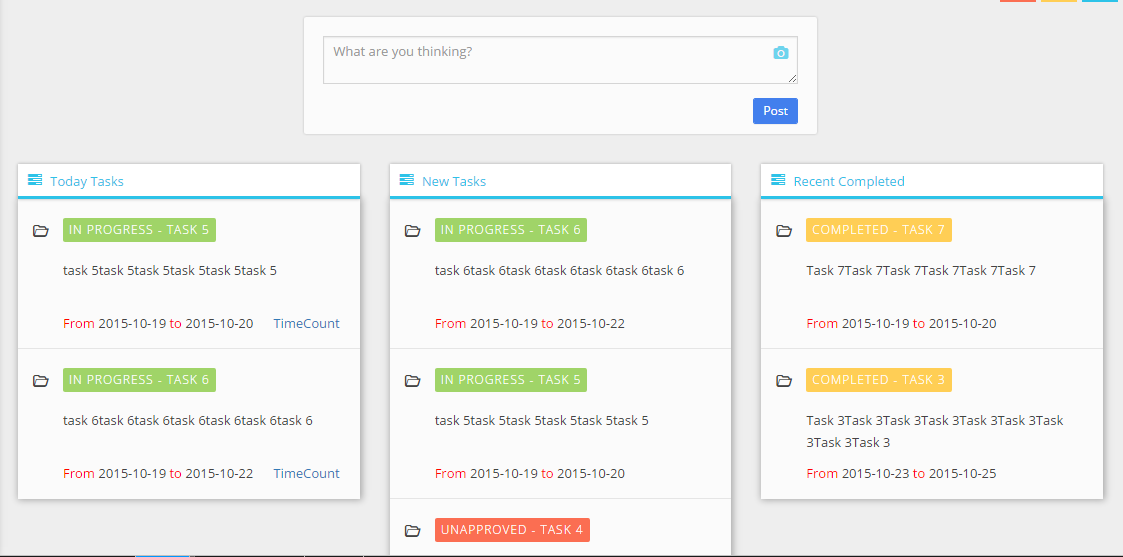 What are you thinking?
Post
Today Tasks
IN PROGRESS - TASK 5
task 5task 5task 5task 5task 5task 5
From 2015-10-19 to 2015-10-20 TimeCount
IN PROGRESS - TASK 6
task 6task 6task 6task 6task 6task 6task 6
From 2015-10-19 to 2015-10-22 TimeCount
New Tasks
IN PROGRESS - TASK 6
task 6task 6task 6task 6task 6task 6task 6
From 2015-10-19 to 2015-10-22
IN PROGRESS - TASK 5
task 5task 5task 5task 5task 5task 5
From 2015-10-19 to 2015-10-20
UNAPPROVED - TASK 4
Recent Completed
COMPLETED - TASK 7
Task 7Task 7Task 7Task 7Task 7Task 7
From 2015-10-19 to 2015-10-20
COMPLETED - TASK 3
Task 3Task 3Task 3Task 3Task 3Task 3Task
3Task 3Task 3
From 2015-10-23 to 2015-10-25